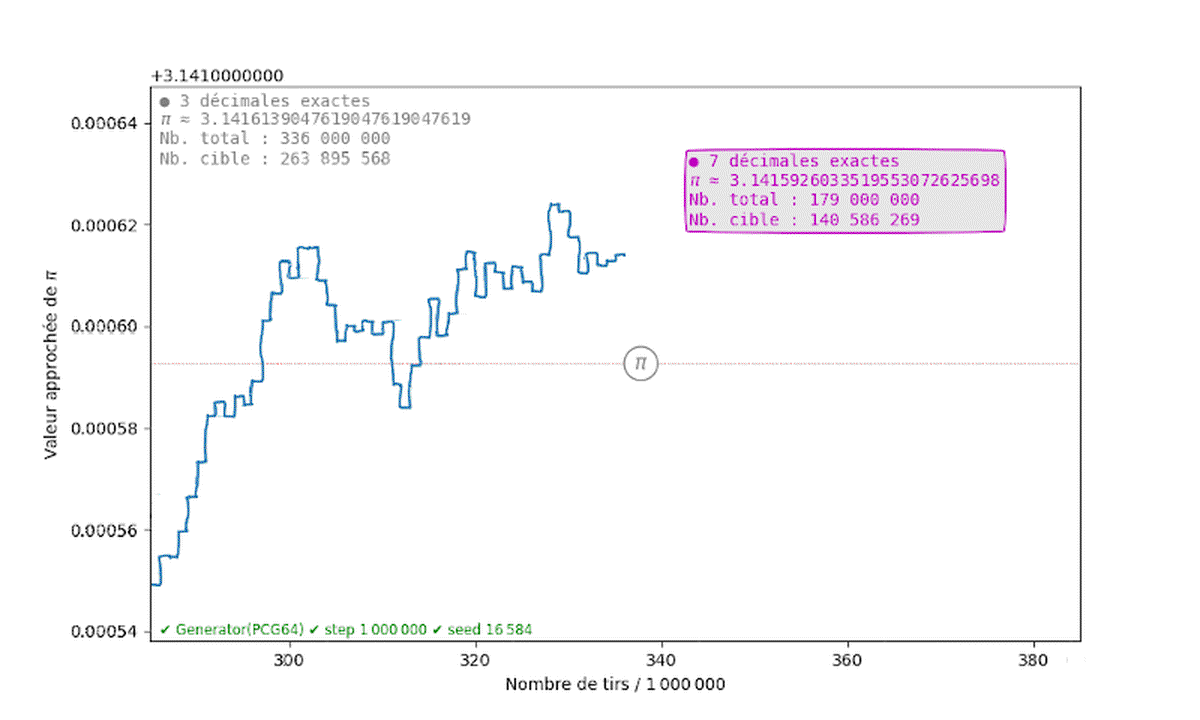 +3.1410000000
● 3 décimales exactes
π ≈ 3.1416139047619047619047619
Nb. total : 336 000 000
Nb. cible : 263 895 568
● 7 décimales exactes
π ≈ 3.1415926033519553072625698
Nb. total : 179 000 000
Nb. cible : 140 586 269
0.00064
0.00062
0.00060
0.00058
0.00056
0.00054
Valeur approchée de π
π
✔ Generator(PCG64) ✔ step 1 000 000 ✔ seed 16 584
300 320 340 360 380
Nombre de tirs / 1 000 000